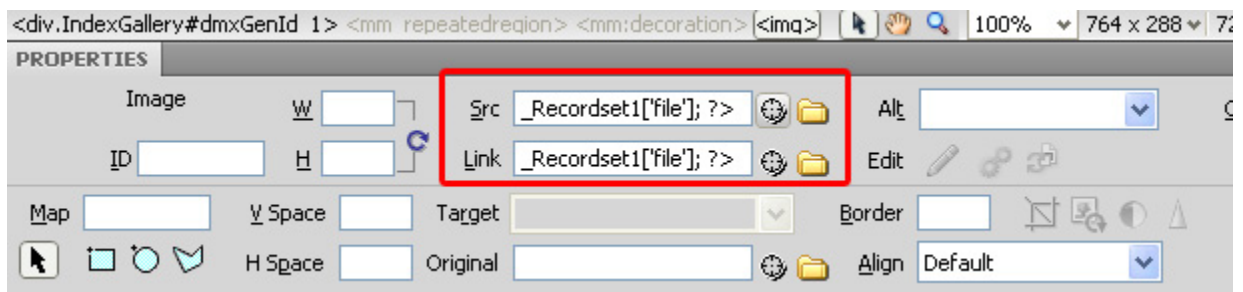 <div.IndexGallery#dmxGenId 1> <mm repeatedregion> <mm:decoration> <img> 100% 764 x 288 72
PROPERTIES
Image W Src _Recordset1['file']; ?> Alt
ID H Link _Recordset1['file']; ?> Edit
Map V Space Target Border
H Space Original Align Default